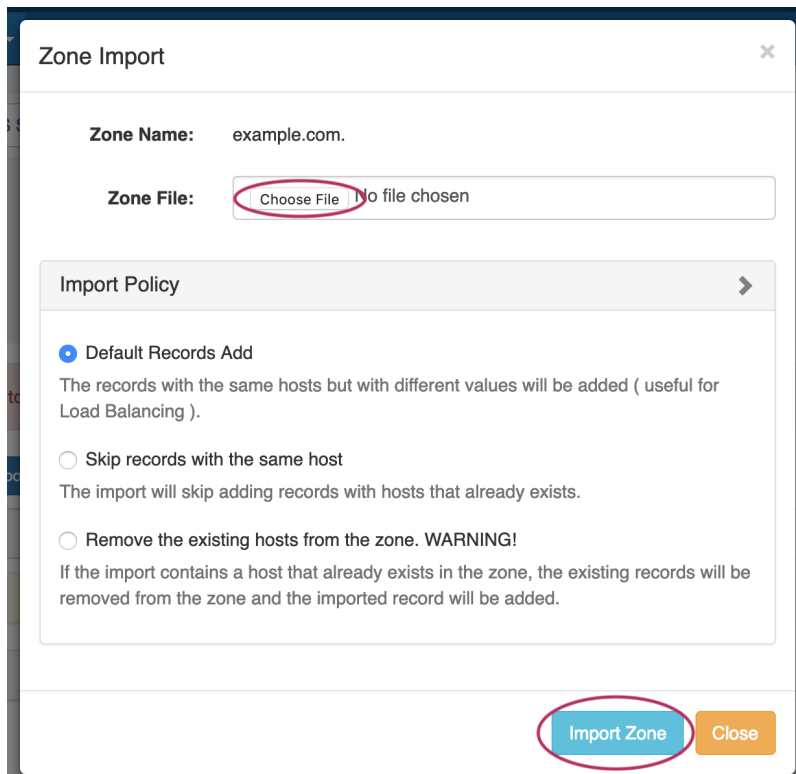 Zone Import
×
Zone Name: example.com.
Zone File: Choose File No file chosen
Import Policy
Default Records Add
The records with the same hosts but with different values will be added ( useful for
Load Balancing ).
Skip records with the same host
The import will skip adding records with hosts that already exists.
Remove the existing hosts from the zone. WARNING!
If the import contains a host that already exists in the zone, the existing records will be
removed from the zone and the imported record will be added.
Import Zone Close